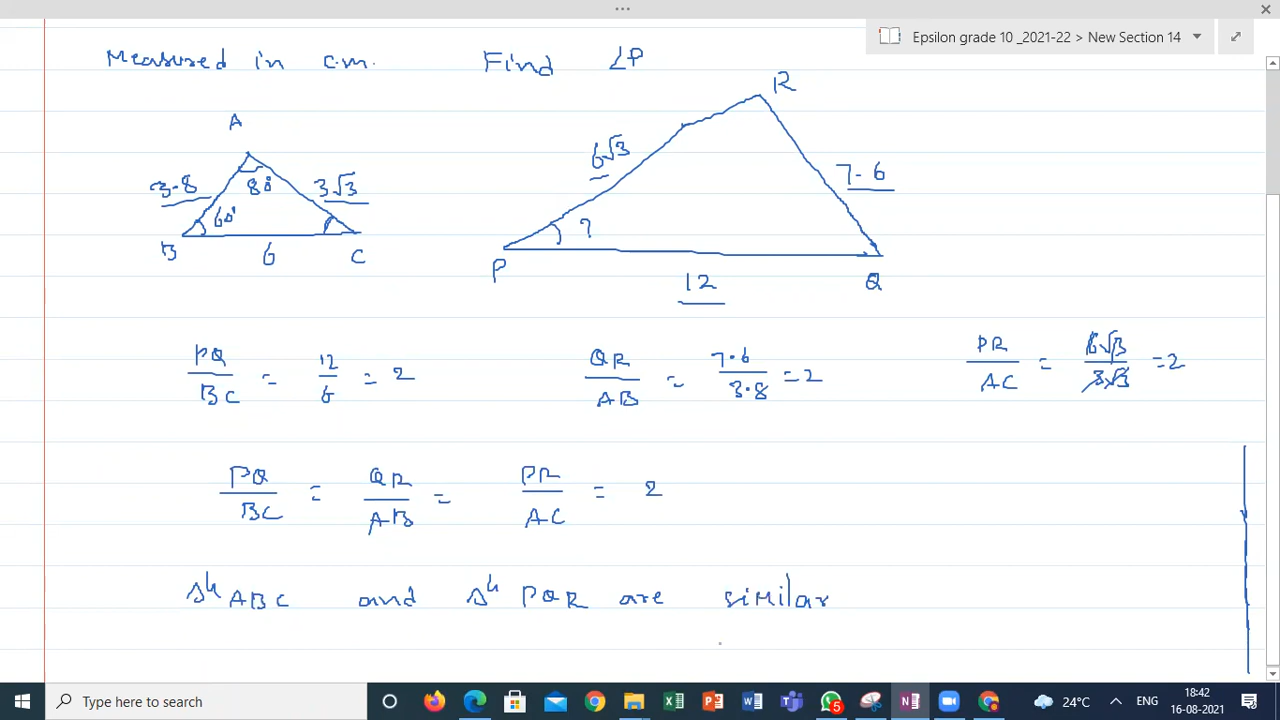 ...
Epsilon grade 10 _2021-22 > New Section 14
Measured in c.m. Find ∠P
A
3.8
80°
3√3
60°
B
6
C
R
6√3
7.6
?
P
12
Q
PQ/BC = 12/6 = 2
QR/AB = 7.6/3.8 = 2
PR/AC = 6√3/3√3 = 2
PQ/BC = QR/AB = PR/AC = 2
Δle ABC and Δle PQR are similar
Type here to search
5
24°C
ENG
18:42
16-08-2021